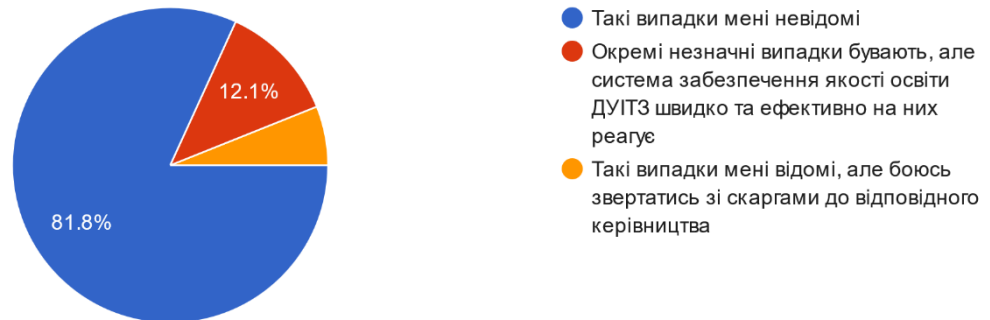 12.1%
81.8%
Такі випадки мені невідомі
Окремі незначні випадки бувають, але
система забезпечення якості освіти
ДУІТЗ швидко та ефективно на них
реагує
Такі випадки мені відомі, але боюсь
звертатись зі скаргами до відповідного
керівництва